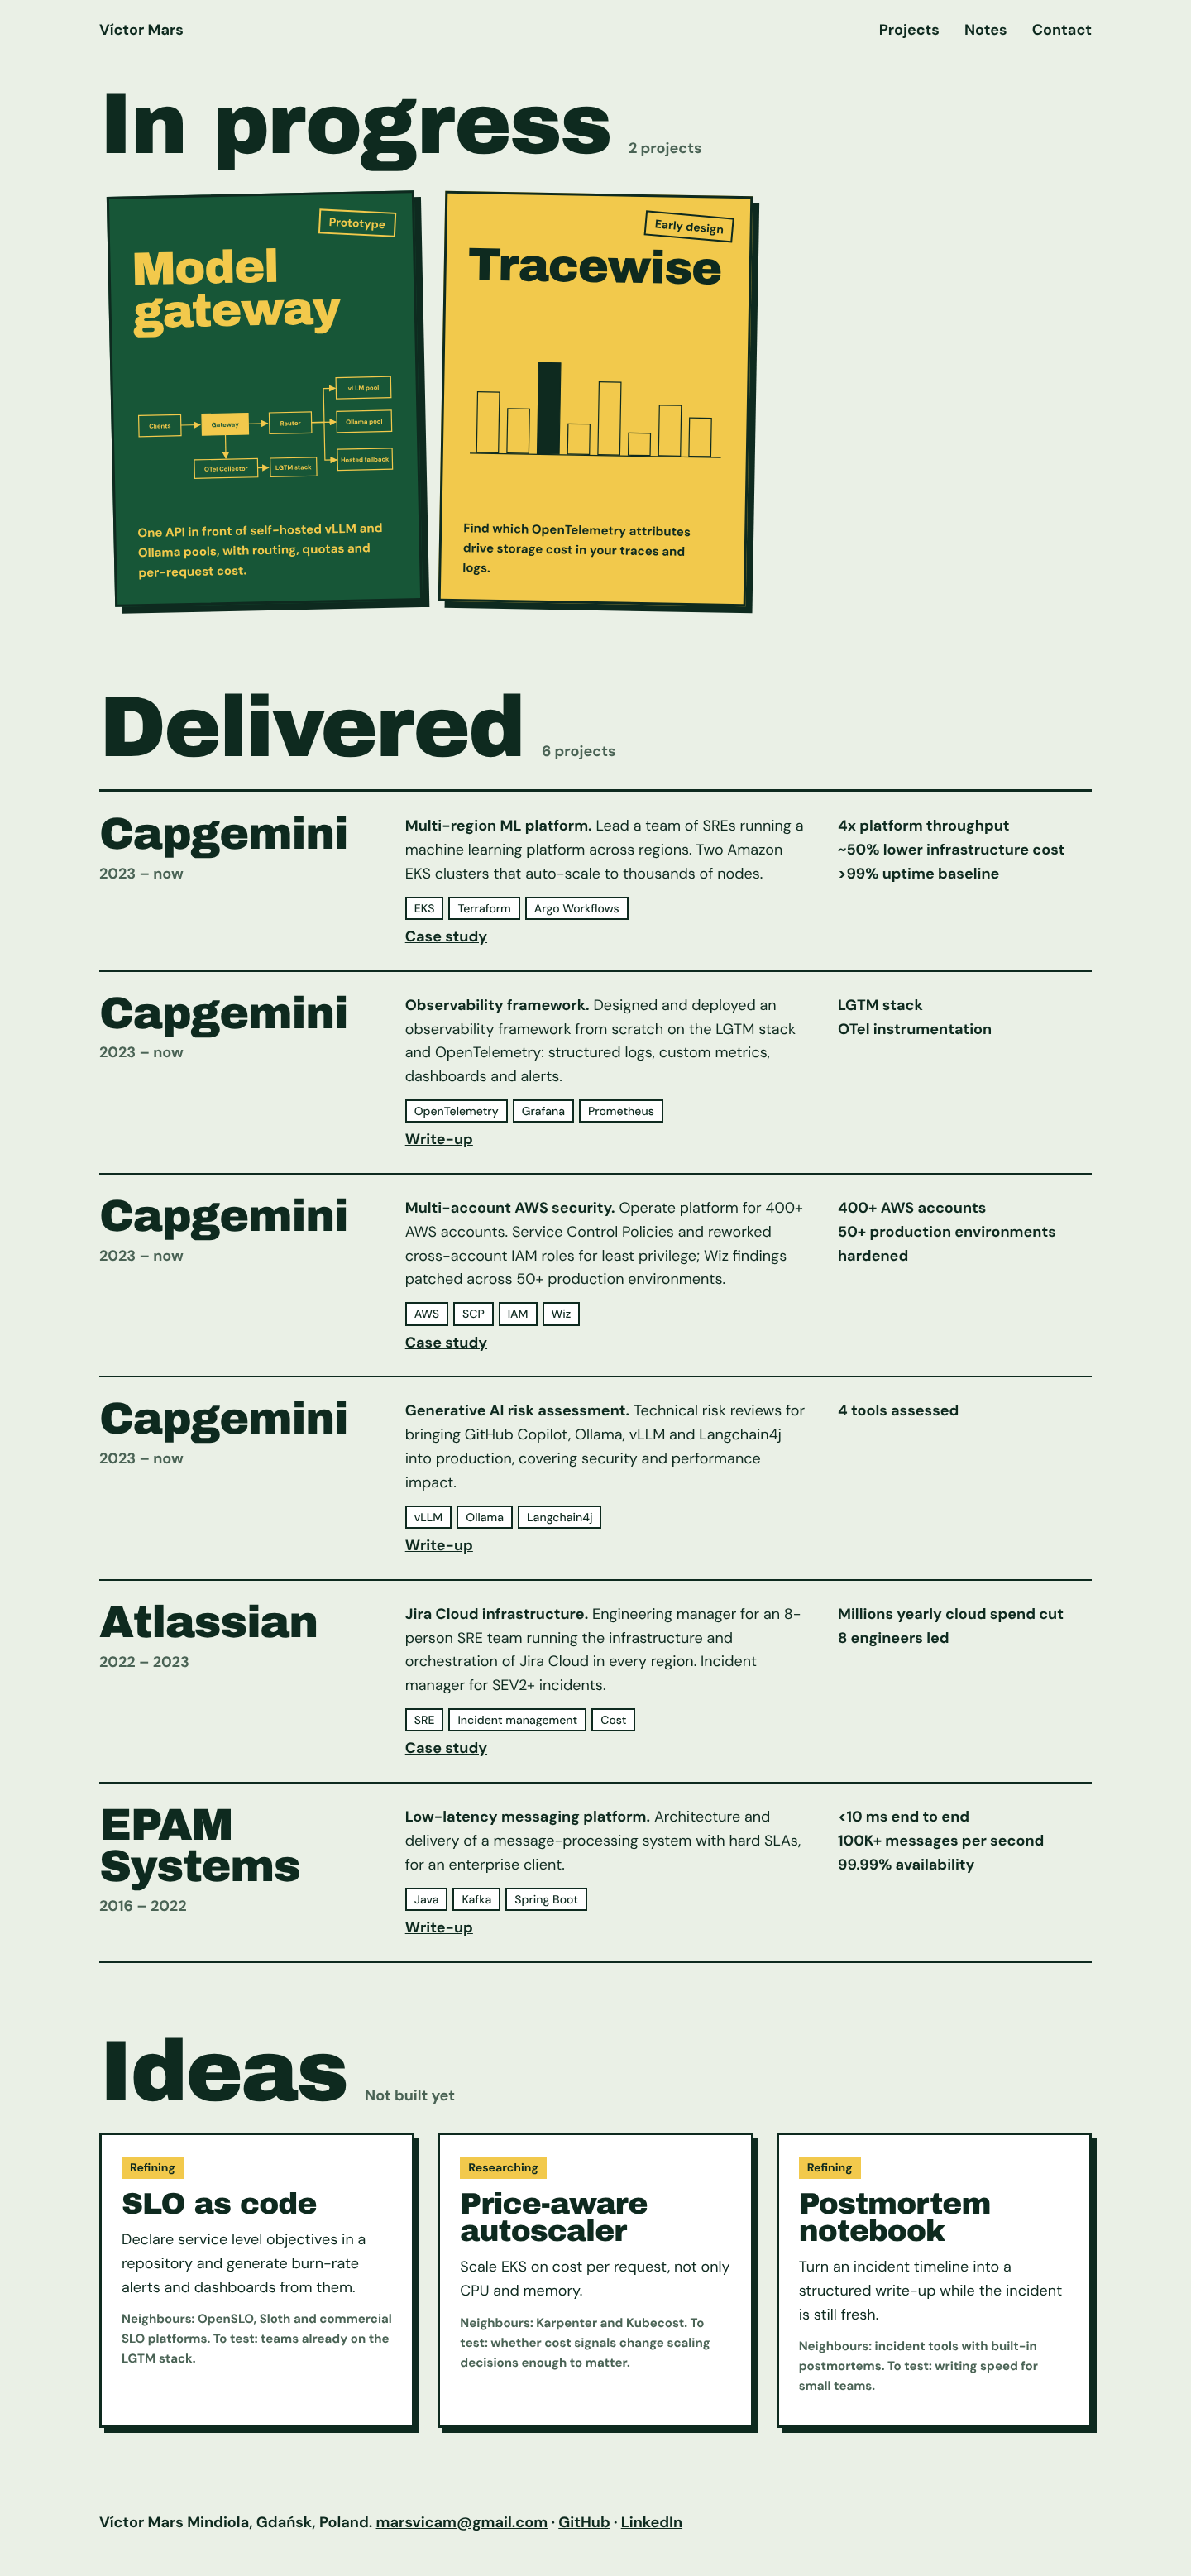 Víctor Mars
Projects
Notes
Contact
In progress
2 projects
Prototype
Model
gateway
Clients
Gateway
Router
vLLM pool
Ollama pool
Hosted fallback
OTel Collector
LGTM stack
One API in front of self-hosted vLLM and
Ollama pools, with routing, quotas and
per-request cost.
Early design
Tracewise
Find which OpenTelemetry attributes
drive storage cost in your traces and
logs.
Delivered
6 projects
Capgemini
2023 – now
Multi-region ML platform. Lead a team of SREs running a
machine learning platform across regions. Two Amazon
EKS clusters that auto-scale to thousands of nodes.
EKS
Terraform
Argo Workflows
Case study
4x platform throughput
~50% lower infrastructure cost
>99% uptime baseline
Capgemini
2023 – now
Observability framework. Designed and deployed an
observability framework from scratch on the LGTM stack
and OpenTelemetry: structured logs, custom metrics,
dashboards and alerts.
OpenTelemetry
Grafana
Prometheus
Write-up
LGTM stack
OTel instrumentation
Capgemini
2023 – now
Multi-account AWS security. Operate platform for 400+
AWS accounts. Service Control Policies and reworked
cross-account IAM roles for least privilege; Wiz findings
patched across 50+ production environments.
AWS
SCP
IAM
Wiz
Case study
400+ AWS accounts
50+ production environments
hardened
Capgemini
2023 – now
Generative AI risk assessment. Technical risk reviews for
bringing GitHub Copilot, Ollama, vLLM and Langchain4j
into production, covering security and performance
impact.
vLLM
Ollama
Langchain4j
Write-up
4 tools assessed
Atlassian
2022 – 2023
Jira Cloud infrastructure. Engineering manager for an 8-
person SRE team running the infrastructure and
orchestration of Jira Cloud in every region. Incident
manager for SEV2+ incidents.
SRE
Incident management
Cost
Case study
Millions yearly cloud spend cut
8 engineers led
EPAM
Systems
2016 – 2022
Low-latency messaging platform. Architecture and
delivery of a message-processing system with hard SLAs,
for an enterprise client.
Java
Kafka
Spring Boot
Write-up
<10 ms end to end
100K+ messages per second
99.99% availability
Ideas
Not built yet
Refining
SLO as code
Declare service level objectives in a
repository and generate burn-rate
alerts and dashboards from them.
Neighbours: OpenSLO, Sloth and commercial
SLO platforms. To test: teams already on the
LGTM stack.
Researching
Price-aware
autoscaler
Scale EKS on cost per request, not only
CPU and memory.
Neighbours: Karpenter and Kubecost. To
test: whether cost signals change scaling
decisions enough to matter.
Refining
Postmortem
notebook
Turn an incident timeline into a
structured write-up while the incident
is still fresh.
Neighbours: incident tools with built-in
postmortems. To test: writing speed for
small teams.
Víctor Mars Mindiola, Gdańsk, Poland. marsvicam@gmail.com · GitHub · LinkedIn